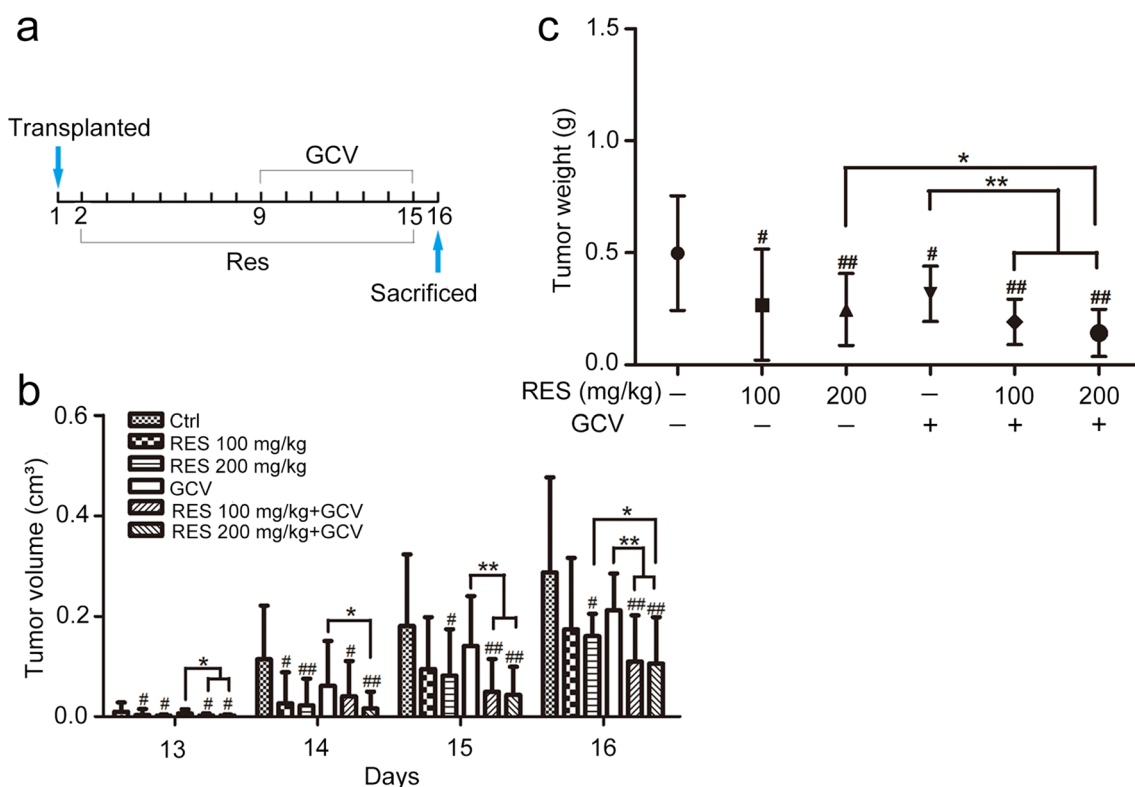 a
Transplanted
GCV
1 2 9 15 16
Res
Sacrificed
b
Tumor volume (cm³)
0.6
0.4
0.2
0.0
Ctrl
RES 100 mg/kg
RES 200 mg/kg
GCV
RES 100 mg/kg+GCV
RES 200 mg/kg+GCV
* # # # #
* # ## # ##
** # ## ##
* ** # ## ##
13 14 15 16
Days
c
Tumor weight (g)
1.5
1.0
0.5
0.0
*
**
# ## # ## ##
RES (mg/kg) – 100 200 – 100 200
GCV – – – + + +